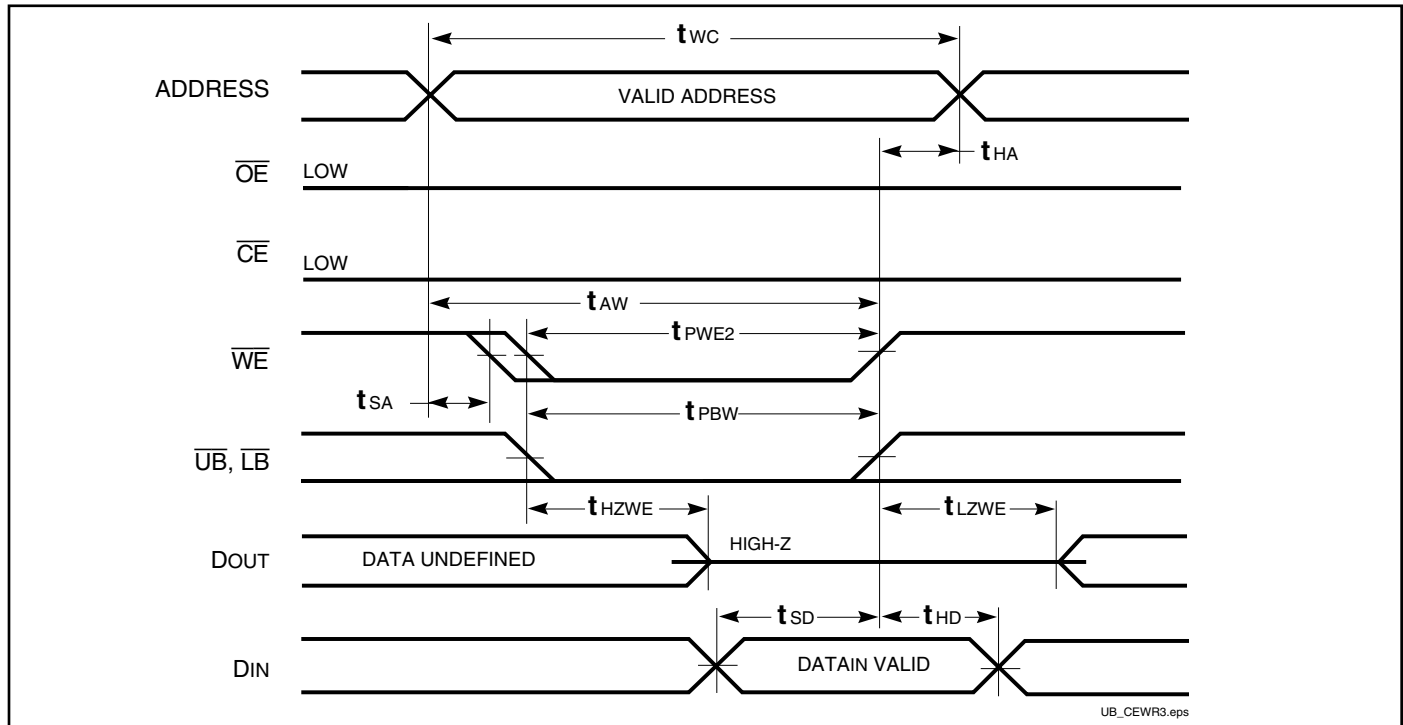 tWC
ADDRESS
VALID ADDRESS
tHA
OE
LOW
CE
LOW
tAW
WE
tPWE2
tSA
tPBW
UB, LB
tHZWE
tLZWE
DOUT
DATA UNDEFINED
HIGH-Z
tSD
tHD
DIN
DATAIN VALID
UB_CEWR3.eps